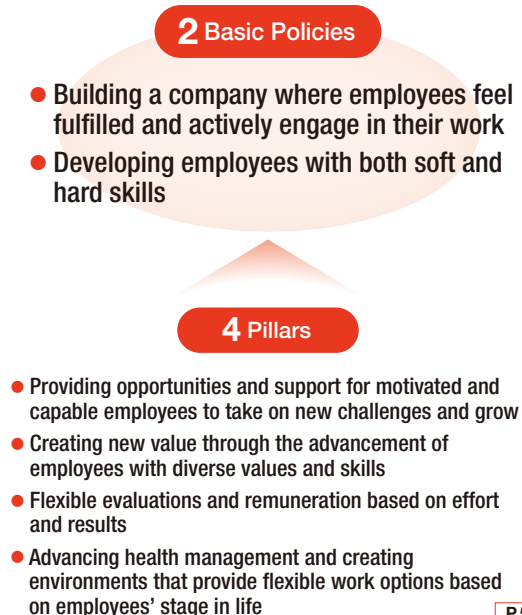 2 Basic Policies
● Building a company where employees feel
fulfilled and actively engage in their work
● Developing employees with both soft and
hard skills
4 Pillars
● Providing opportunities and support for motivated and
capable employees to take on new challenges and grow
● Creating new value through the advancement of
employees with diverse values and skills
● Flexible evaluations and remuneration based on effort
and results
● Advancing health management and creating
environments that provide flexible work options based
on employees' stage in life